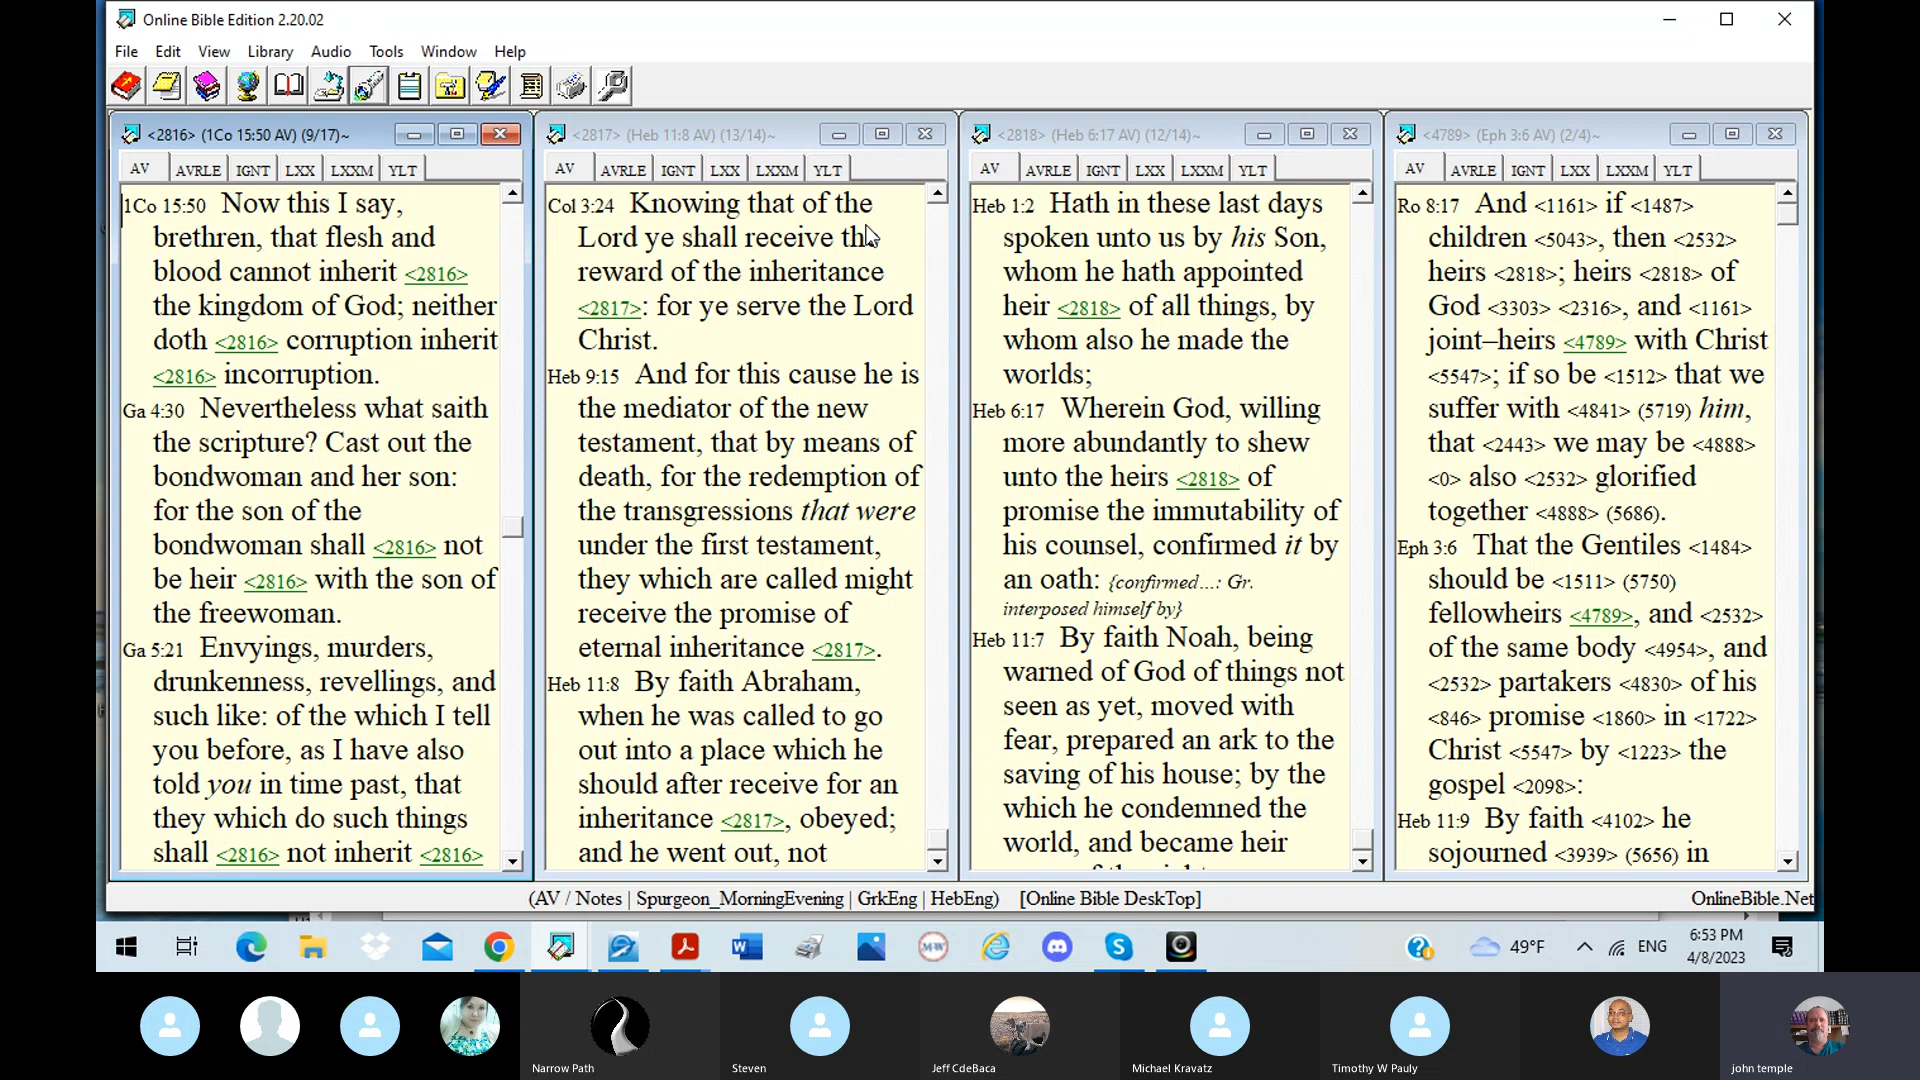 Online Bible Edition 2.20.02
File Edit View Library Audio Tools Window Help
<2816> (1Co 15:50 AV) (9/17)~
AV AVRLE IGNT LXX LXXM YLT
1Co 15:50 Now this I say,
brethren, that flesh and
blood cannot inherit <2816>
the kingdom of God; neither
doth <2816> corruption inherit
<2816> incorruption.
Ga 4:30 Nevertheless what saith
the scripture? Cast out the
bondwoman and her son:
for the son of the
bondwoman shall <2816> not
be heir <2816> with the son of
the freewoman.
Ga 5:21 Envyings, murders,
drunkenness, revellings, and
such like: of the which I tell
you before, as I have also
told you in time past, that
they which do such things
shall <2816> not inherit <2816>
<2817> (Heb 11:8 AV) (13/14)~
AV AVRLE IGNT LXX LXXM YLT
Col 3:24 Knowing that of the
Lord ye shall receive the
reward of the inheritance
<2817>: for ye serve the Lord
Christ.
Heb 9:15 And for this cause he is
the mediator of the new
testament, that by means of
death, for the redemption of
the transgressions that were
under the first testament,
they which are called might
receive the promise of
eternal inheritance <2817>.
Heb 11:8 By faith Abraham,
when he was called to go
out into a place which he
should after receive for an
inheritance <2817>, obeyed;
and he went out, not
<2818> (Heb 6:17 AV) (12/14)~
AV AVRLE IGNT LXX LXXM YLT
Heb 1:2 Hath in these last days
spoken unto us by his Son,
whom he hath appointed
heir <2818> of all things, by
whom also he made the
worlds;
Heb 6:17 Wherein God, willing
more abundantly to shew
unto the heirs <2818> of
promise the immutability of
his counsel, confirmed it by
an oath: {confirmed...: Gr.
interposed himself by}
Heb 11:7 By faith Noah, being
warned of God of things not
seen as yet, moved with
fear, prepared an ark to the
saving of his house; by the
which he condemned the
world, and became heir
<4789> (Eph 3:6 AV) (2/4)~
AV AVRLE IGNT LXX LXXM YLT
Ro 8:17 And <1161> if <1487>
children <5043>, then <2532>
heirs <2818>; heirs <2818> of
God <3303> <2316>, and <1161>
joint–heirs <4789> with Christ
<5547>; if so be <1512> that we
suffer with <4841> (5719) him,
that <2443> we may be <4888>
<0> also <2532> glorified
together <4888> (5686).
Eph 3:6 That the Gentiles <1484>
should be <1511> (5750)
fellowheirs <4789>, and <2532>
of the same body <4954>, and
<2532> partakers <4830> of his
<846> promise <1860> in <1722>
Christ <5547> by <1223> the
gospel <2098>:
Heb 11:9 By faith <4102> he
sojourned <3939> (5656) in
(AV / Notes | Spurgeon_MorningEvening | GrkEng | HebEng) [Online Bible DeskTop] OnlineBible.Net
49°F ENG 6:53 PM
4/8/2023
Narrow Path Steven Jeff CdeBaca Michael Kravatz Timothy W Pauly john temple